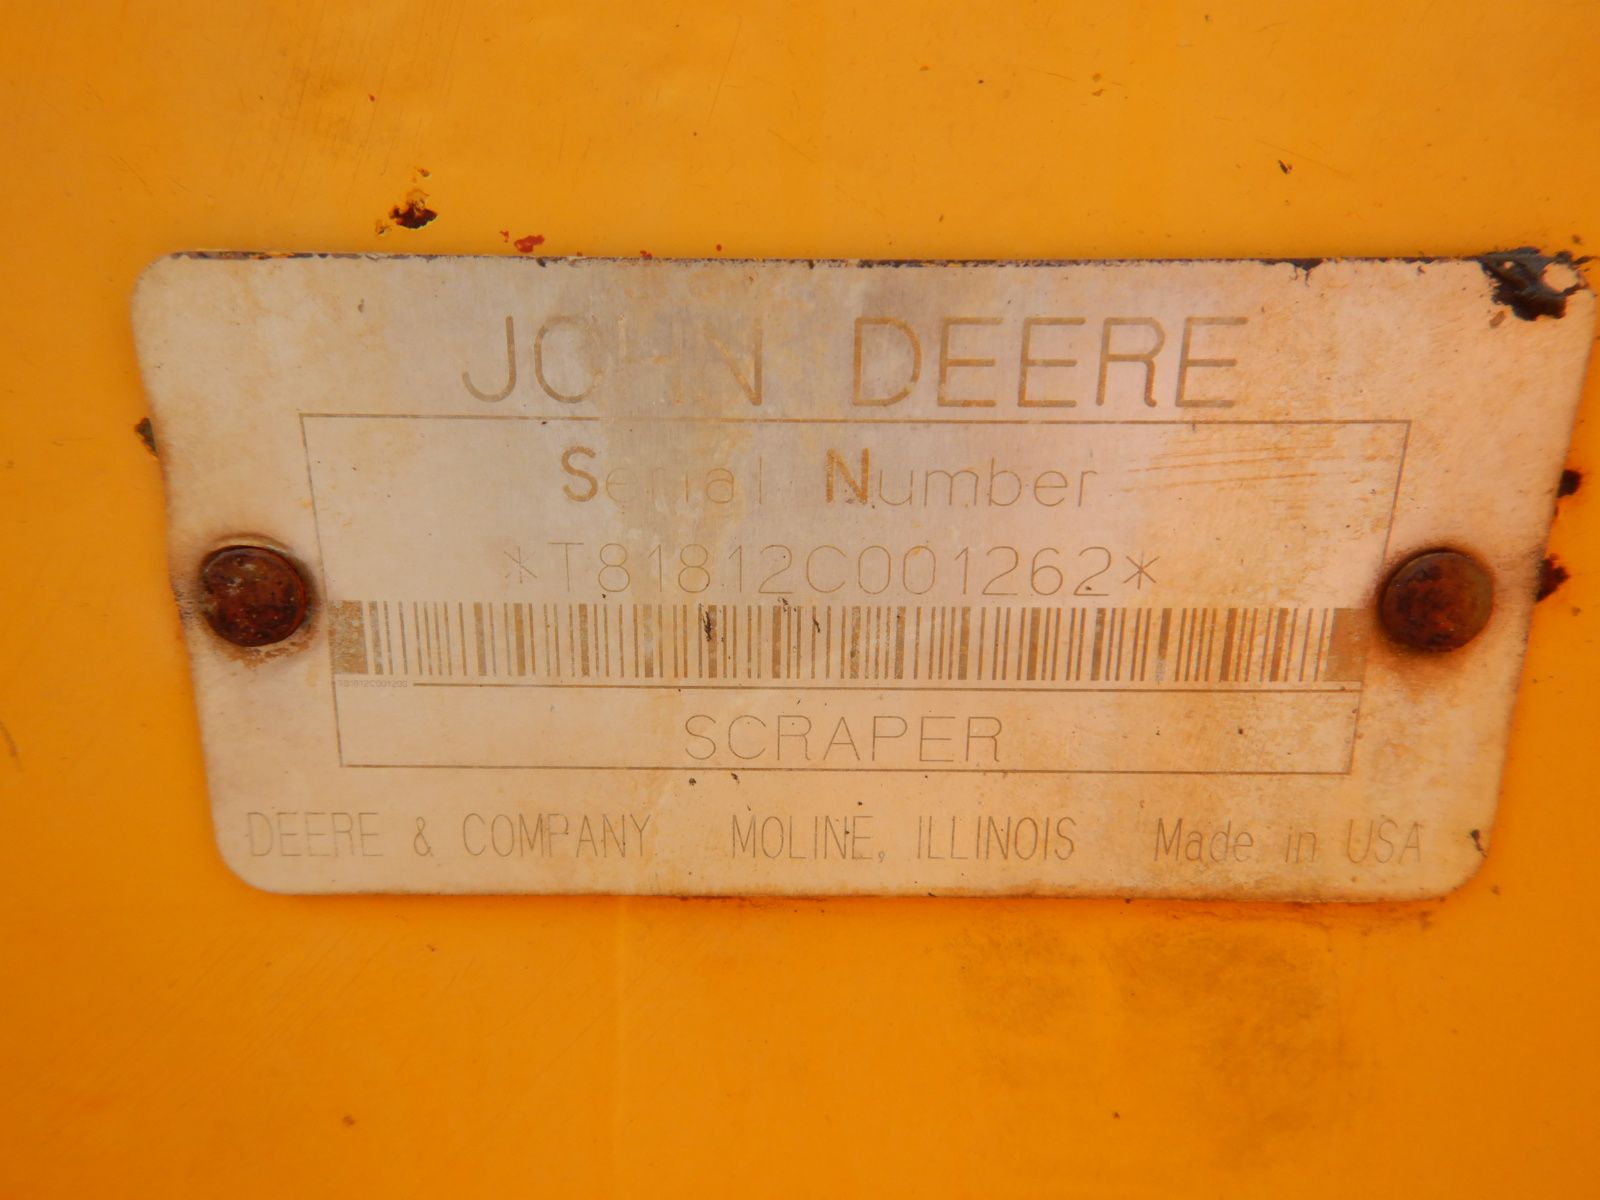 JOHN DEERE
Serial Number
*T81812C001262*
SCRAPER
DEERE & COMPANY MOLINE, ILLINOIS Made in USA